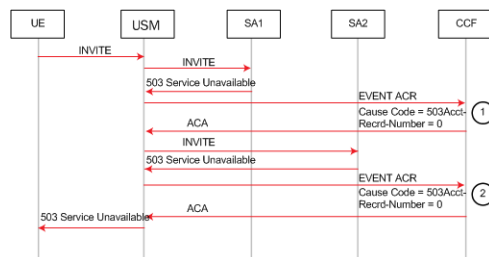 UE
USM
SA1
SA2
CCF
INVITE
INVITE
503 Service Unavailable
EVENT ACR
Cause Code = 503Acct-
Recrd-Number = 0
1
ACA
INVITE
503 Service Unavailable
EVENT ACR
Cause Code = 503Acct-
Recrd-Number = 0
2
ACA
503 Service Unavailable